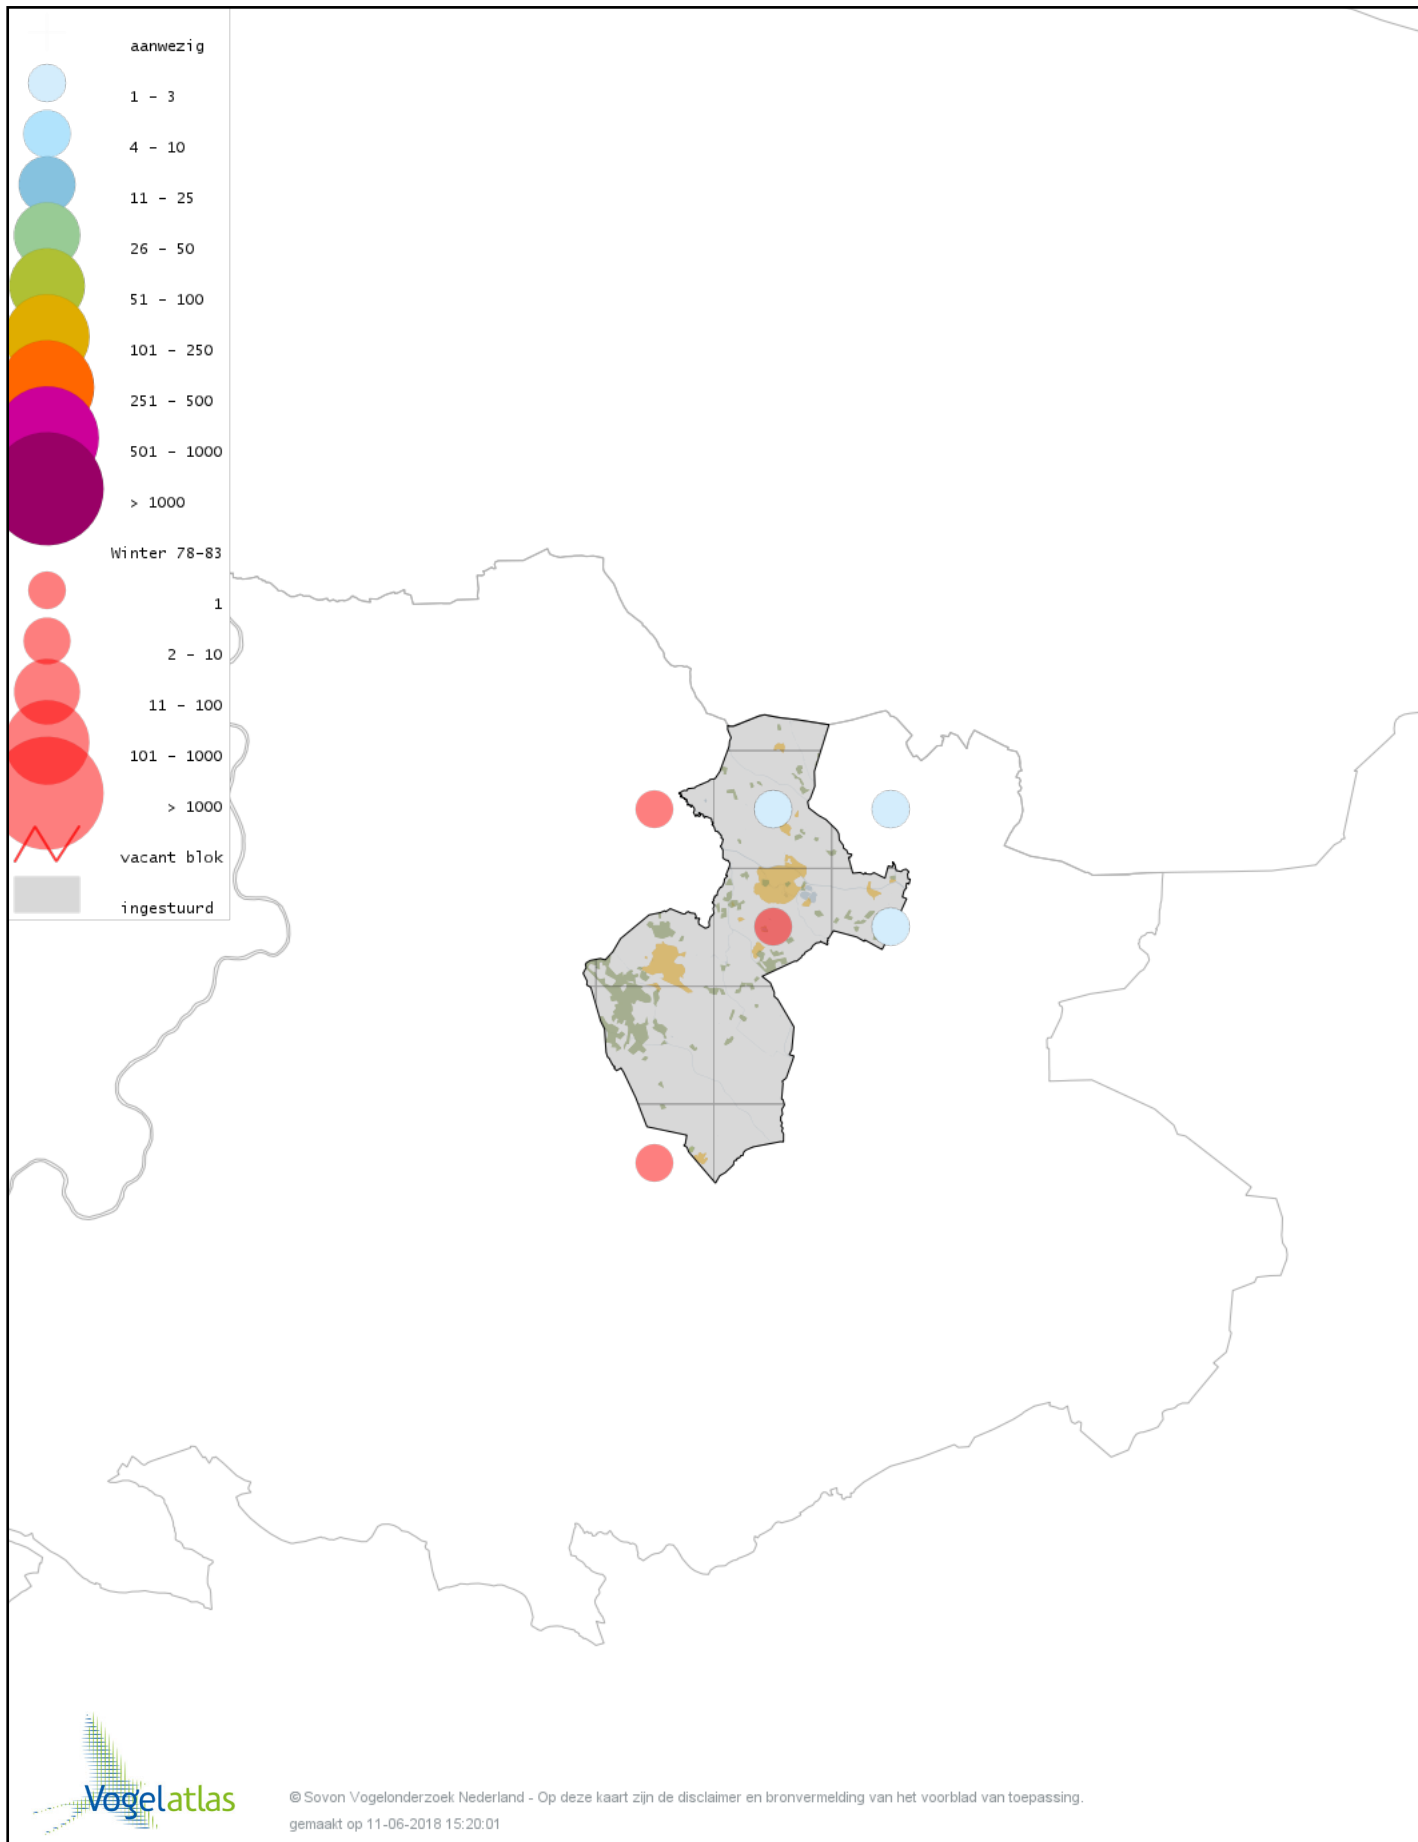 aanwezig
1 - 3
4 - 10
11 - 25
26 - 50
51 - 100
101 - 250
251 - 500
501 - 1000
> 1000
Winter 78-83
1
2 - 10
11 - 100
101 - 1000
> 1000
vacant blok
ingestuurd
Vogelatlas
© Sovon Vogelonderzoek Nederland - Op deze kaart zijn de disclaimer en bronvermelding van het voorblad van toepassing.
gemaakt op 11-06-2018 15:20:01